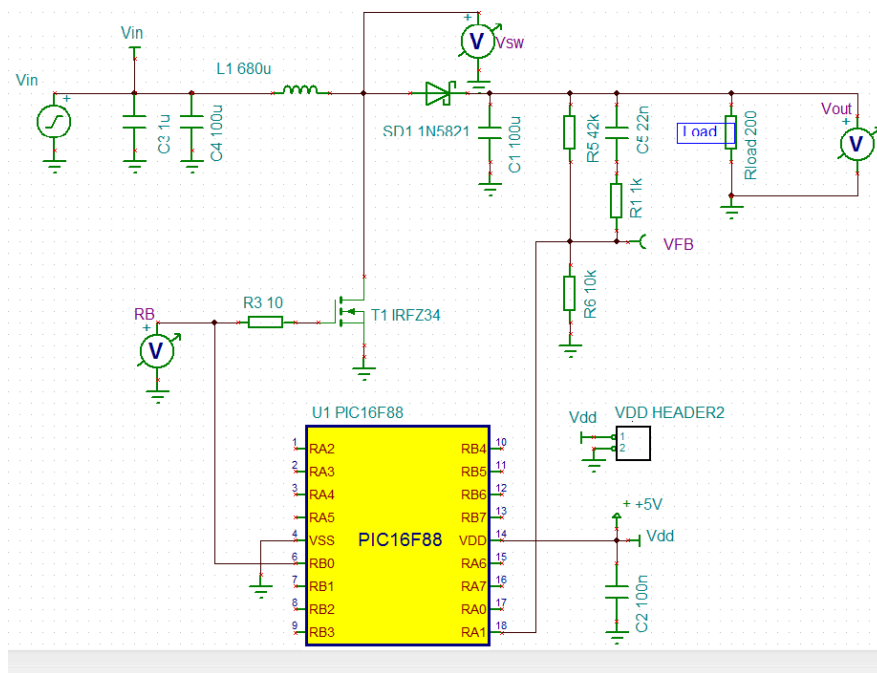 Vin
Vin
L1 680u
C3 1u
C4 100u
+
V
Vsw
+
SD1 1N5821
C1 100u
R5 42k
C5 22n
R1 1k
Load
Rload 200
Vout
+
V
VFB
R6 10k
RB
+
V
R3 10
T1 IRFZ34
U1 PIC16F88
PIC16F88
1 RA2
2 RA3
3 RA4
RA5
4 VSS
6 RB0
7 RB1
8 RB2
9 RB3
RB4 10
RB5 11
RB6 12
RB7 13
VDD 14
RA6 15
RA7 16
RA0 17
RA1 18
Vdd
VDD HEADER2
1
2
+ +5V
Vdd
C2 100n